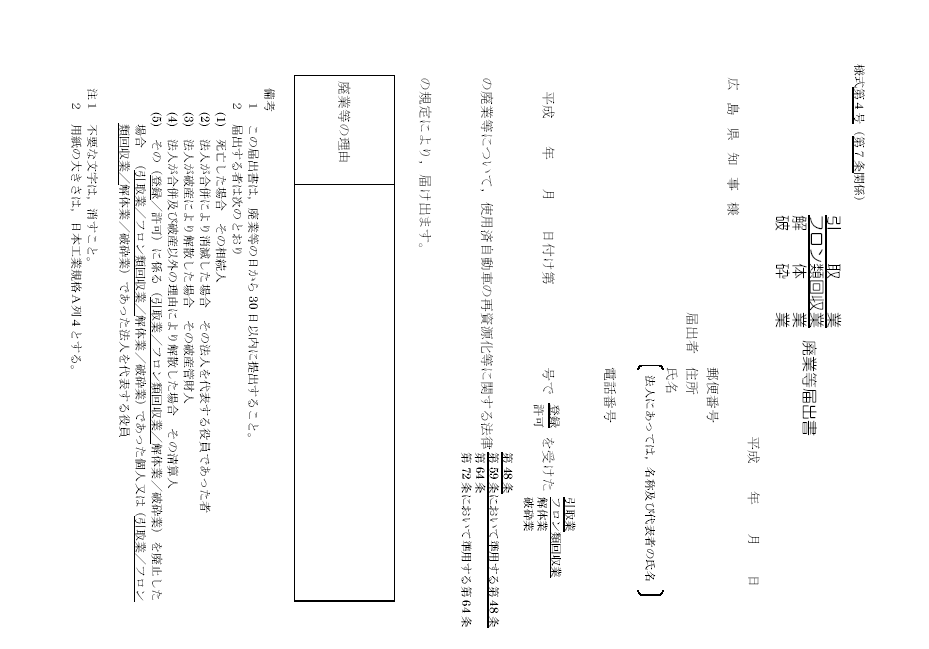 様式第４号（第７条関係）
引取業
フロン類回収業
解体業
破砕業
廃業等届出書
平成　年　月　日
広島県知事様
郵便番号
届出者　住所
氏名
法人にあっては，名称及び代表者の氏名
電話番号
平成　年　月　日付け第　号で
登録
許可
を受けた
引取業
フロン類回収業
解体業
破砕業
の廃業等について，使用済自動車の再資源化等に関する法律
第48条
第59条において準用する第48条
第64条
第72条において準用する第64条
の規定により，届け出ます。
廃業等の理由
備考
１　この届出書は，廃業等の日から30日以内に提出すること。
２　届出する者は次のとおり
(1)　死亡した場合　その相続人
(2)　法人が合併により消滅した場合　その法人を代表する役員であった者
(3)　法人が破産により解散した場合　その破産管財人
(4)　法人が合併及び破産以外の理由により解散した場合　その清算人
(5)　その（登録／許可）に係る（引取業／フロン類回収業／解体業／破砕業）を廃止した
場合　（引取業／フロン類回収業／解体業／破砕業）であった個人又は（引取業／フロン
類回収業／解体業／破砕業）であった法人を代表する役員
注１　不要な文字は，消すこと。
２　用紙の大きさは，日本工業規格Ａ列４とする。